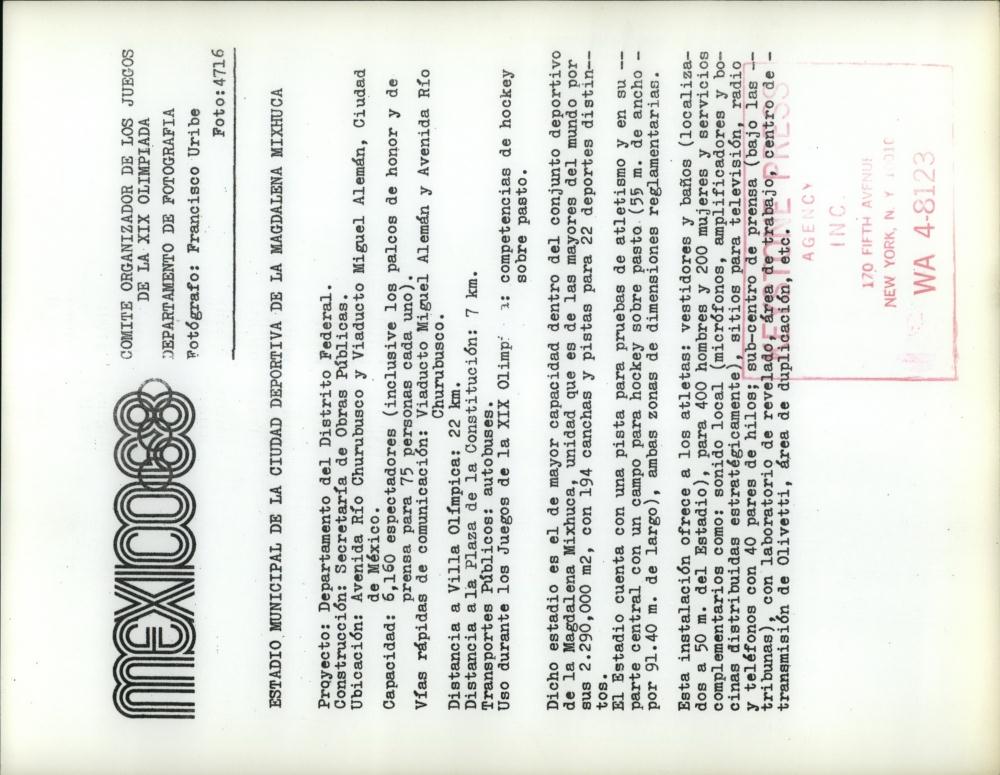 MEXICO68
COMITE ORGANIZADOR DE LOS JUEGOS
DE LA XIX OLIMPIADA
DEPARTAMENTO DE FOTOGRAFIA
Fotógrafo: Francisco Uribe
Foto:4716
ESTADIO MUNICIPAL DE LA CIUDAD DEPORTIVA DE LA MAGDALENA MIXHUCA
Proyecto: Departamento del Distrito Federal.
Construcción: Secretaría de Obras Públicas.
Ubicación: Avenida Río Churubusco y Viaducto Miguel Alemán, Ciudad
de México.
Capacidad: 6,160 espectadores (inclusive los palcos de honor y de
prensa para 75 personas cada uno).
Vías rápidas de comunicación: Viaducto Miguel Alemán y Avenida Río
Churubusco.
Distancia a Villa Olímpica: 22 km.
Distancia a la Plaza de la Constitución: 7 km.
Transportes Públicos: autobuses.
Uso durante los Juegos de la XIX Olimp a: competencias de hockey
sobre pasto.
Dicho estadio es el de mayor capacidad dentro del conjunto deportivo
de la Magdalena Mixhuca, unidad que es de las mayores del mundo por
sus 2.290,000 m2, con 194 canchas y pistas para 22 deportes distin--
tos.
El Estadio cuenta con una pista para pruebas de atletismo y en su --
parte central con un campo para hockey sobre pasto (55 m. de ancho -
por 91.40 m. de largo), ambas zonas de dimensiones reglamentarias.
Esta instalación ofrece a los atletas: vestidores y baños (localiza-
dos a 50 m. del Estadio), para 400 hombres y 200 mujeres y servicios
complementarios como: sonido local (micrófonos, amplificadores y bo-
cinas distribuidas estratégicamente), sitios para televisión, radio
y teléfonos con 40 pares de hilos; sub-centro de prensa (bajo las --
tribunas), con laboratorio de revelado, área de trabajo, centro de -
transmisión de Olivetti, área de duplicación, etc.
PRESS
AGENCY
INC.
170 FIFTH AVENUE
NEW YORK, N. Y. 10010
WA 4-8123